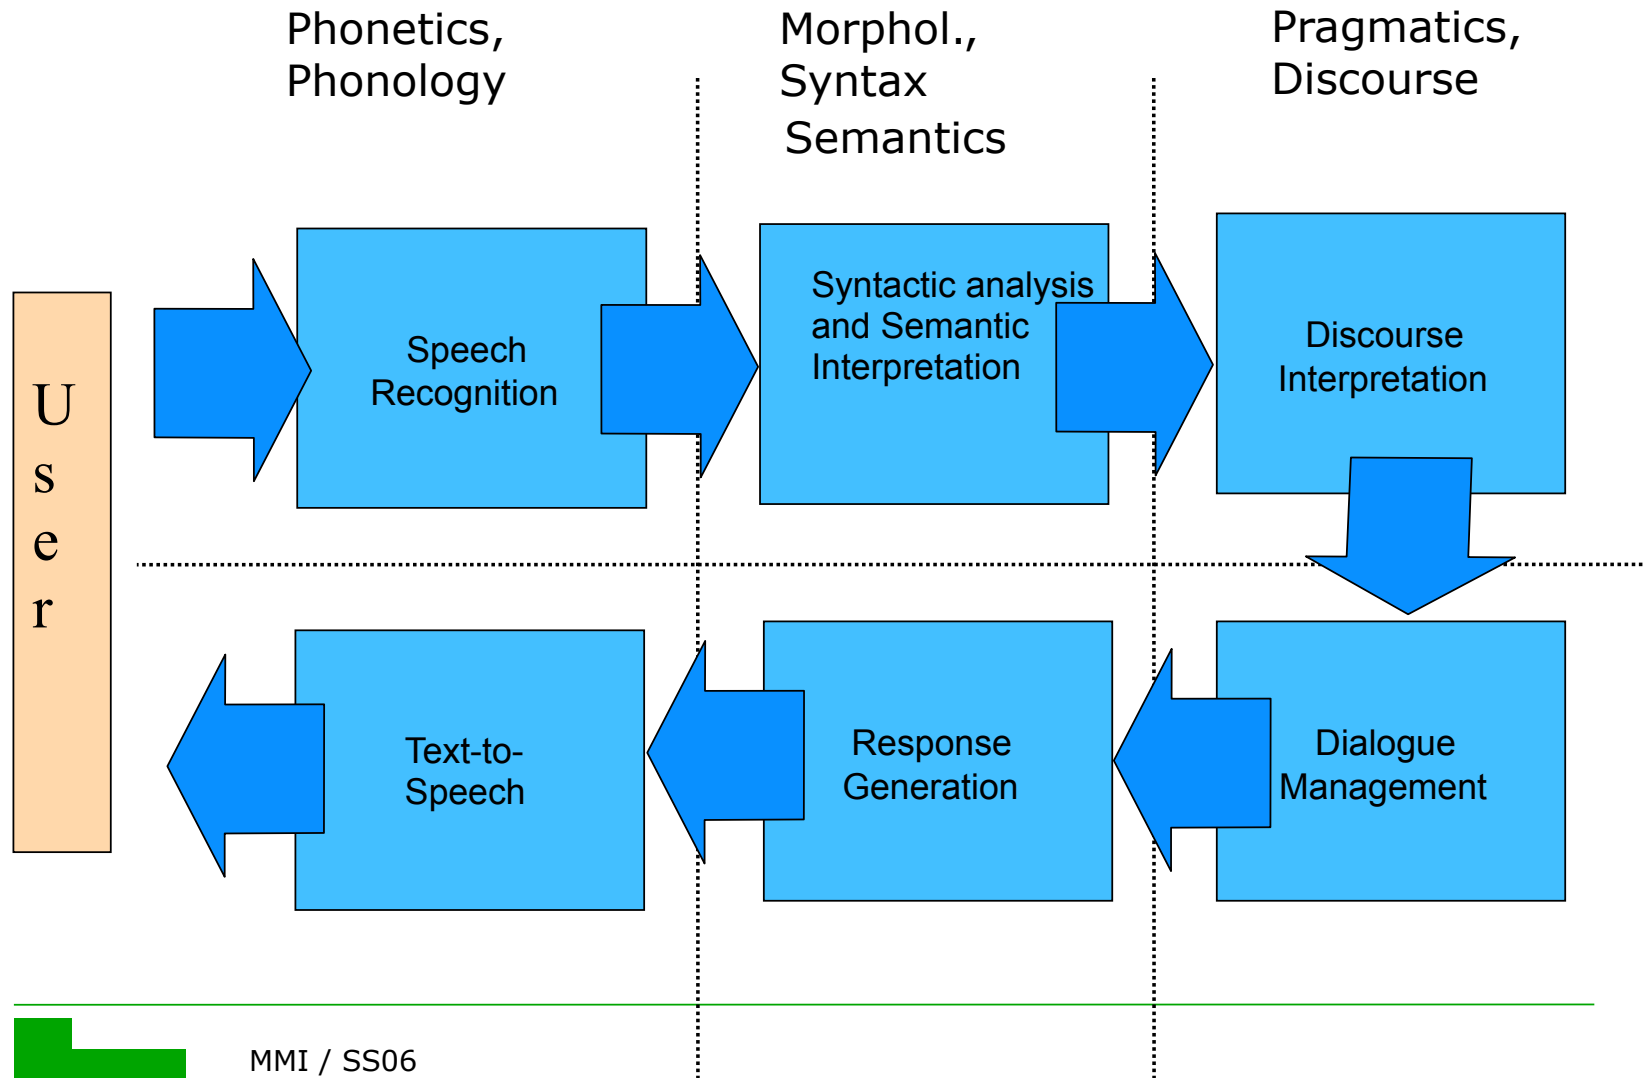 Phonetics,
Phonology
Morphol.,
Syntax
Semantics
Pragmatics,
Discourse
U
s
e
r
Speech
Recognition
Syntactic analysis
and Semantic
Interpretation
Discourse
Interpretation
Text-to-
Speech
Response
Generation
Dialogue
Management
MMI / SS06